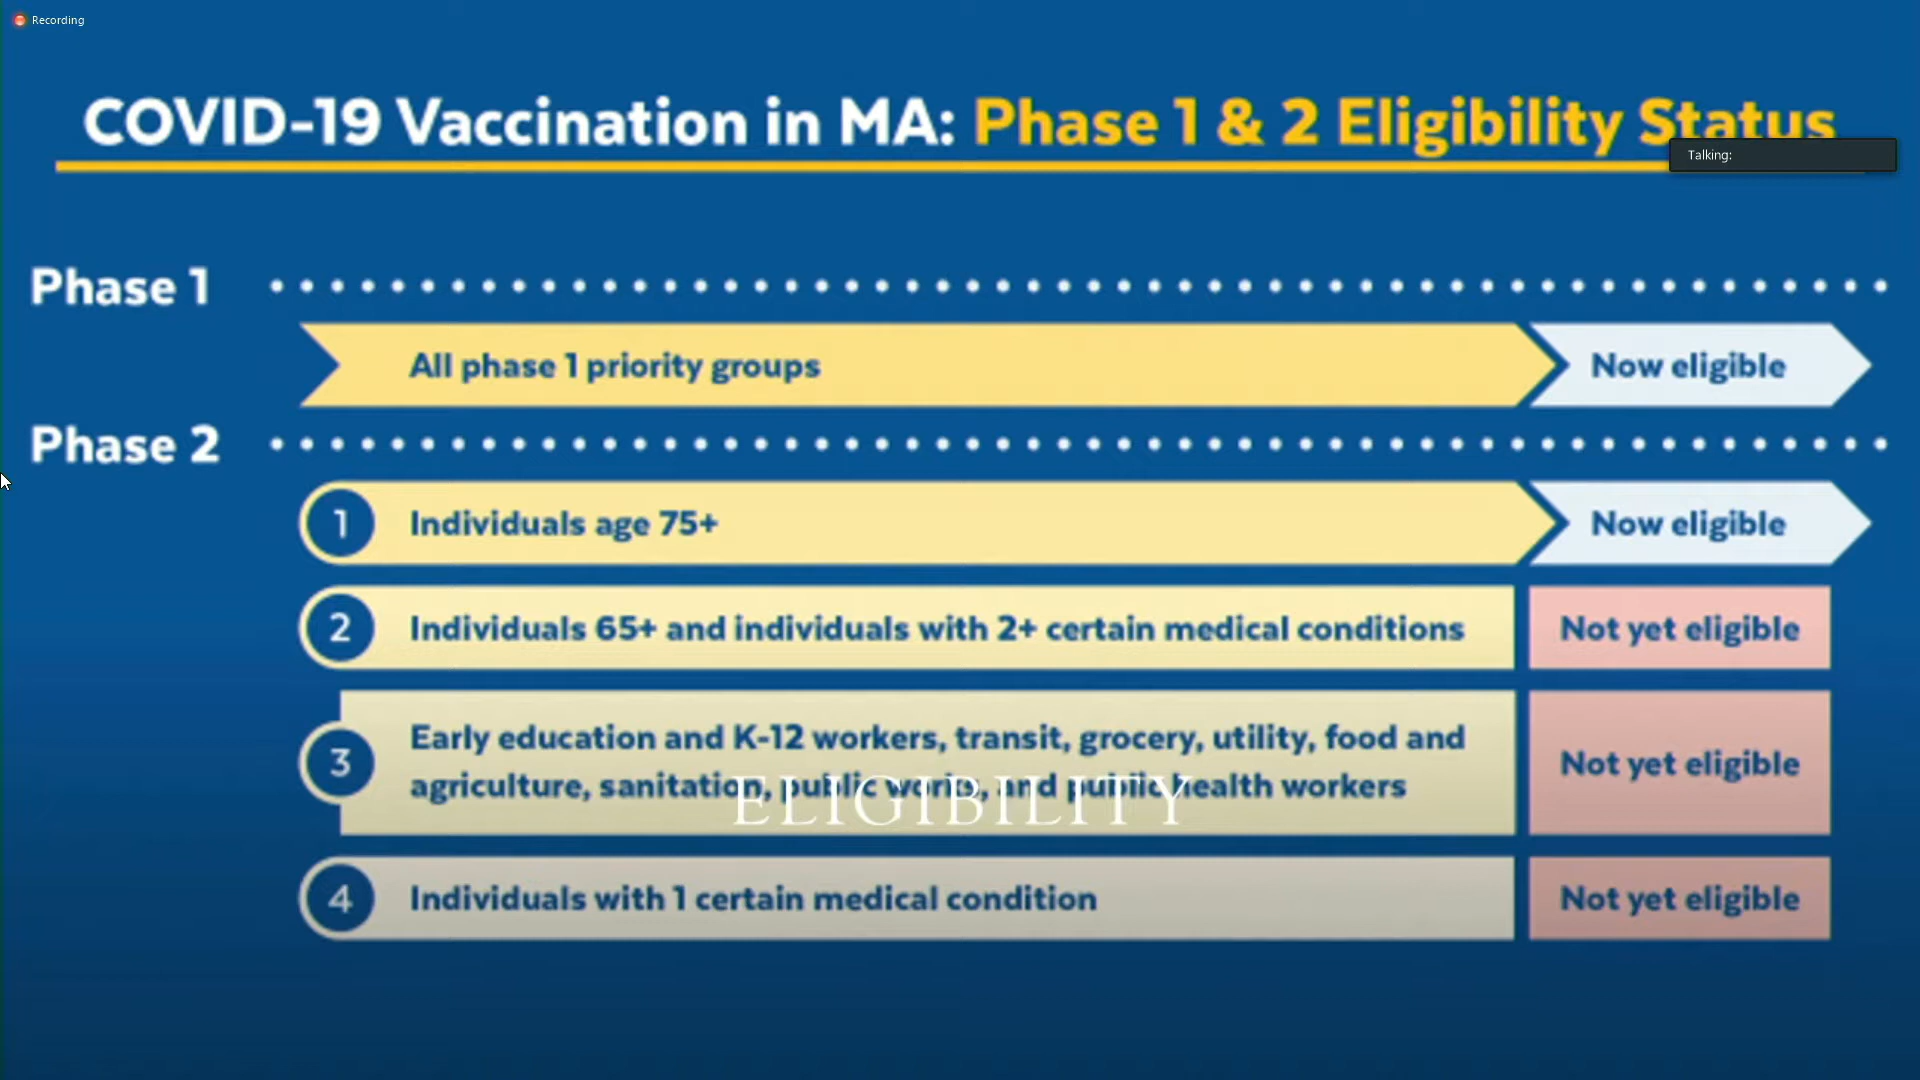 Recording
COVID-19 Vaccination in MA: Phase 1 & 2 Eligibility Status
Talking:
Phase 1
All phase 1 priority groups
Now eligible
Phase 2
1
Individuals age 75+
Now eligible
2
Individuals 65+ and individuals with 2+ certain medical conditions
Not yet eligible
3
Early education and K-12 workers, transit, grocery, utility, food and
agriculture, sanitation, public works, and public health workers
Not yet eligible
ELIGIBILITY
4
Individuals with 1 certain medical condition
Not yet eligible